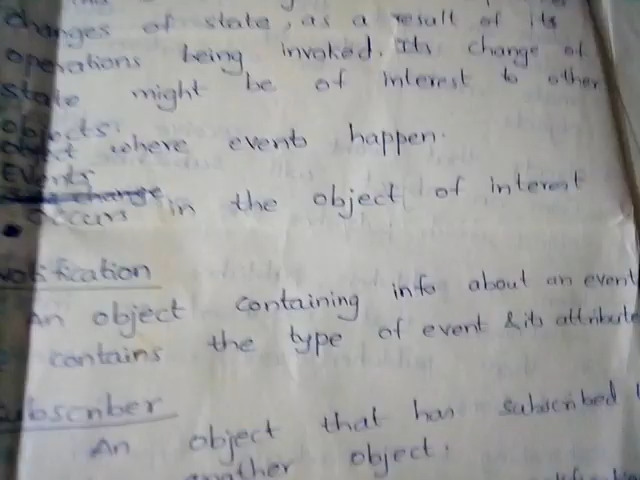 changes of state, as a result of its
operations being invoked. Its change of
state might be of interest to other
objects.
object where events happen.
Events
occurs in the object of interest
Notification
An object containing info about an event
contains the type of event & its attribute
Subscriber
An object that has subscribed
another object.